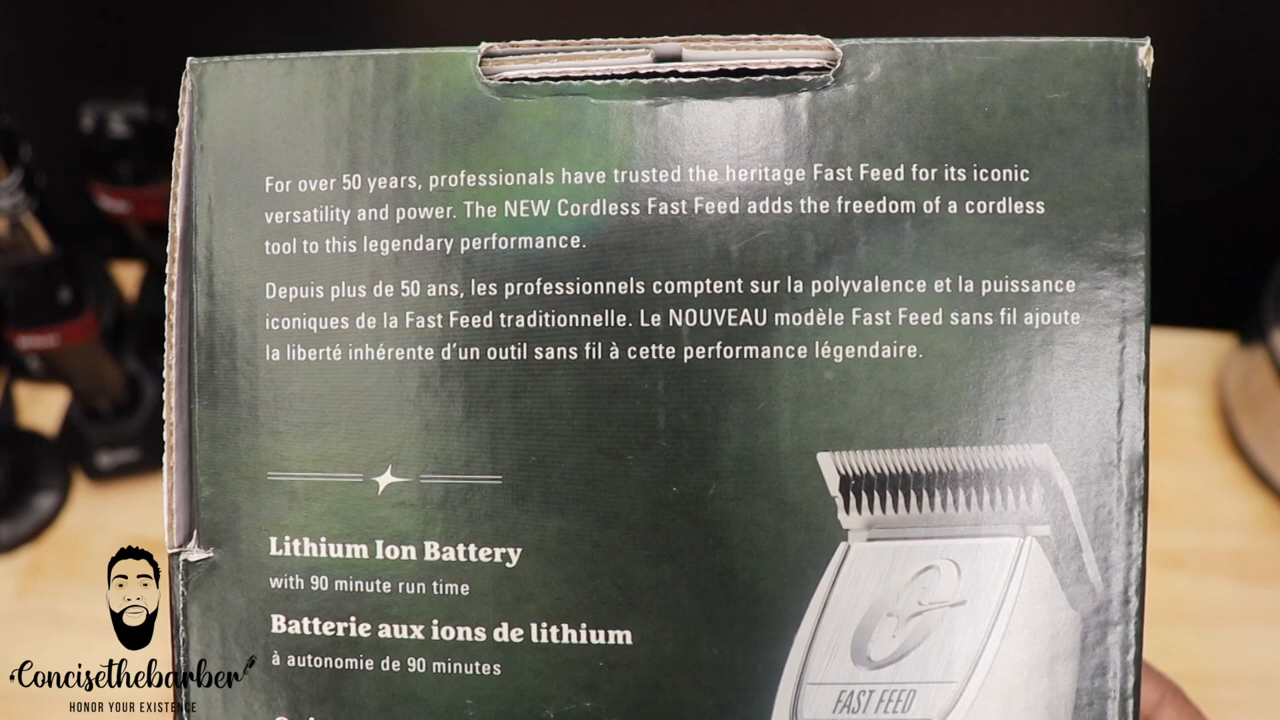 For over 50 years, professionals have trusted the heritage Fast Feed for its iconic
versatility and power. The NEW Cordless Fast Feed adds the freedom of a cordless
tool to this legendary performance.
Depuis plus de 50 ans, les professionnels comptent sur la polyvalence et la puissance
iconiques de la Fast Feed traditionnelle. Le NOUVEAU modèle Fast Feed sans fil ajoute
la liberté inhérente d'un outil sans fil à cette performance légendaire.
Lithium Ion Battery
with 90 minute run time
Batterie aux ions de lithium
à autonomie de 90 minutes
FAST FEED
Concisethebarber
HONOR YOUR EXISTENCE